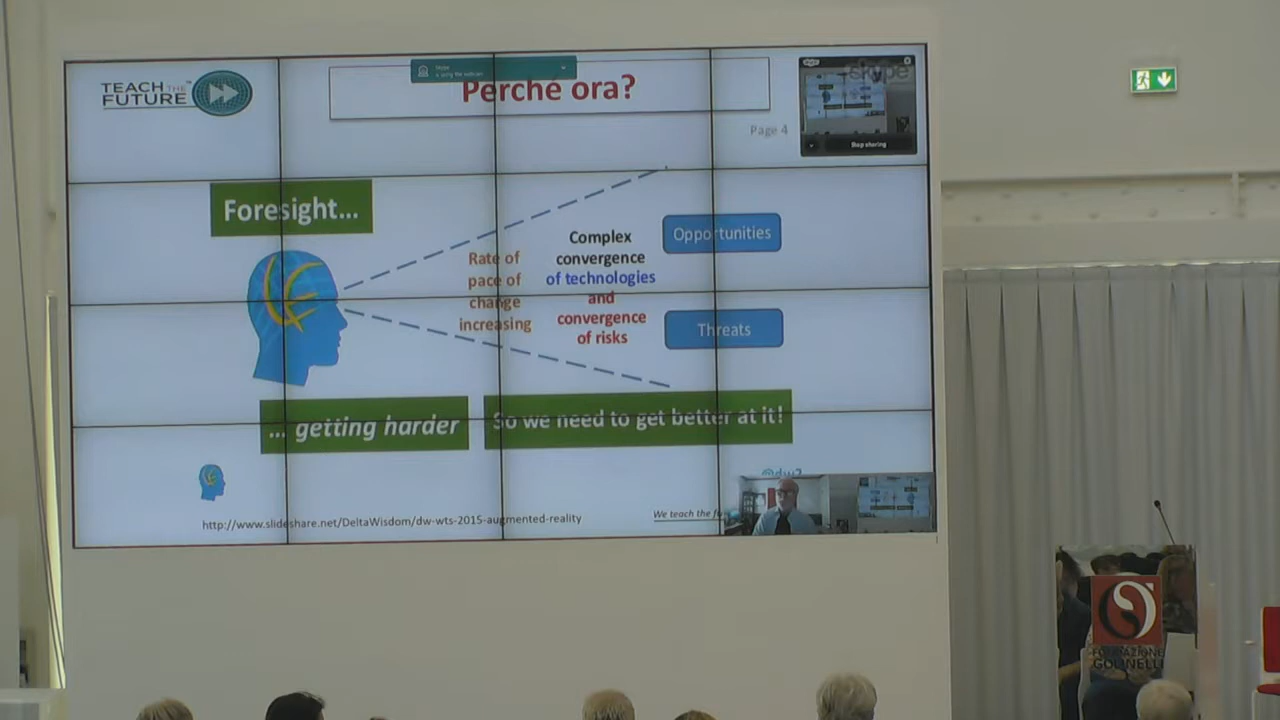 TEACH THE
FUTURE
Perché ora?
skype
Page 4
Stop sharing
Foresight...
Rate of
pace of
change
increasing
Complex
convergence
of technologies
and
convergence
of risks
Opportunities
Threats
... getting harder
So we need to get better at it!
@dw2
http://www.slideshare.net/DeltaWisdom/dw-wts-2015-augmented-reality
We teach the fu
FONDAZIONE
GOLINELLI